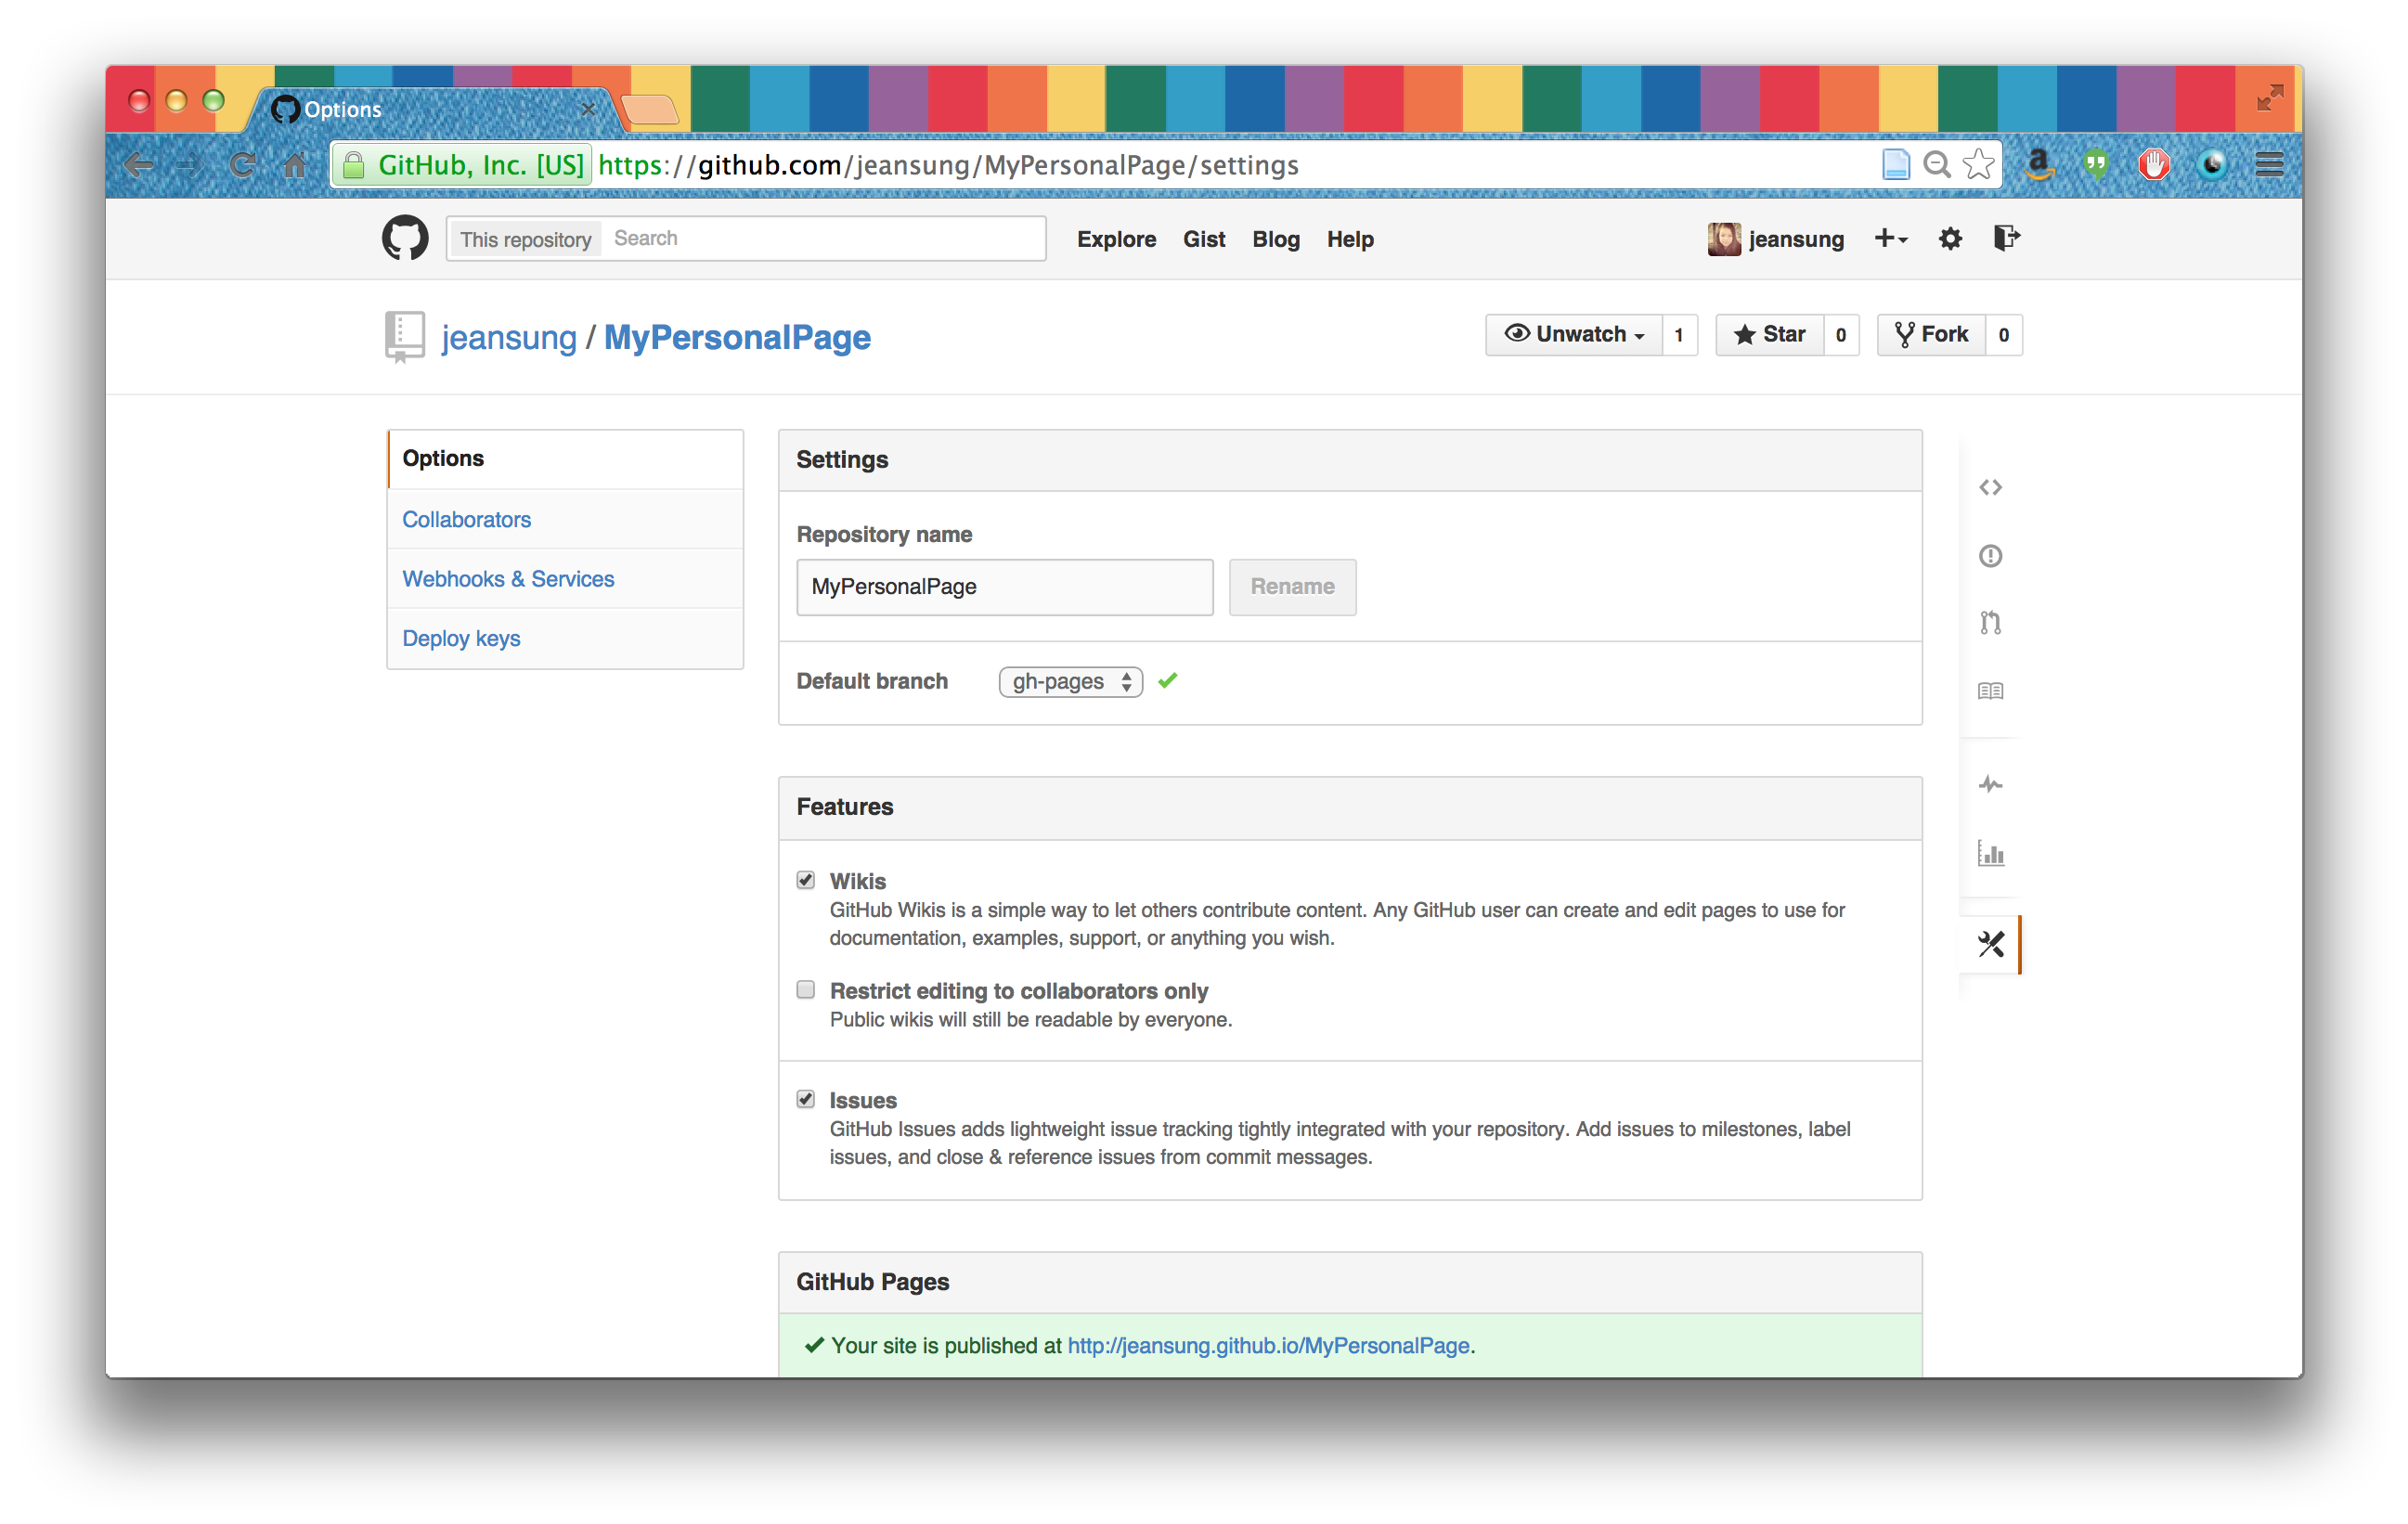 Options
GitHub, Inc. [US] https://github.com/jeansung/MyPersonalPage/settings
This repository Search Explore Gist Blog Help jeansung
jeansung / MyPersonalPage Unwatch 1 Star 0 Fork 0
Options
Collaborators
Webhooks & Services
Deploy keys
Settings
Repository name
MyPersonalPage Rename
Default branch gh-pages
Features
Wikis
GitHub Wikis is a simple way to let others contribute content. Any GitHub user can create and edit pages to use for
documentation, examples, support, or anything you wish.
Restrict editing to collaborators only
Public wikis will still be readable by everyone.
Issues
GitHub Issues adds lightweight issue tracking tightly integrated with your repository. Add issues to milestones, label
issues, and close & reference issues from commit messages.
GitHub Pages
Your site is published at http://jeansung.github.io/MyPersonalPage.